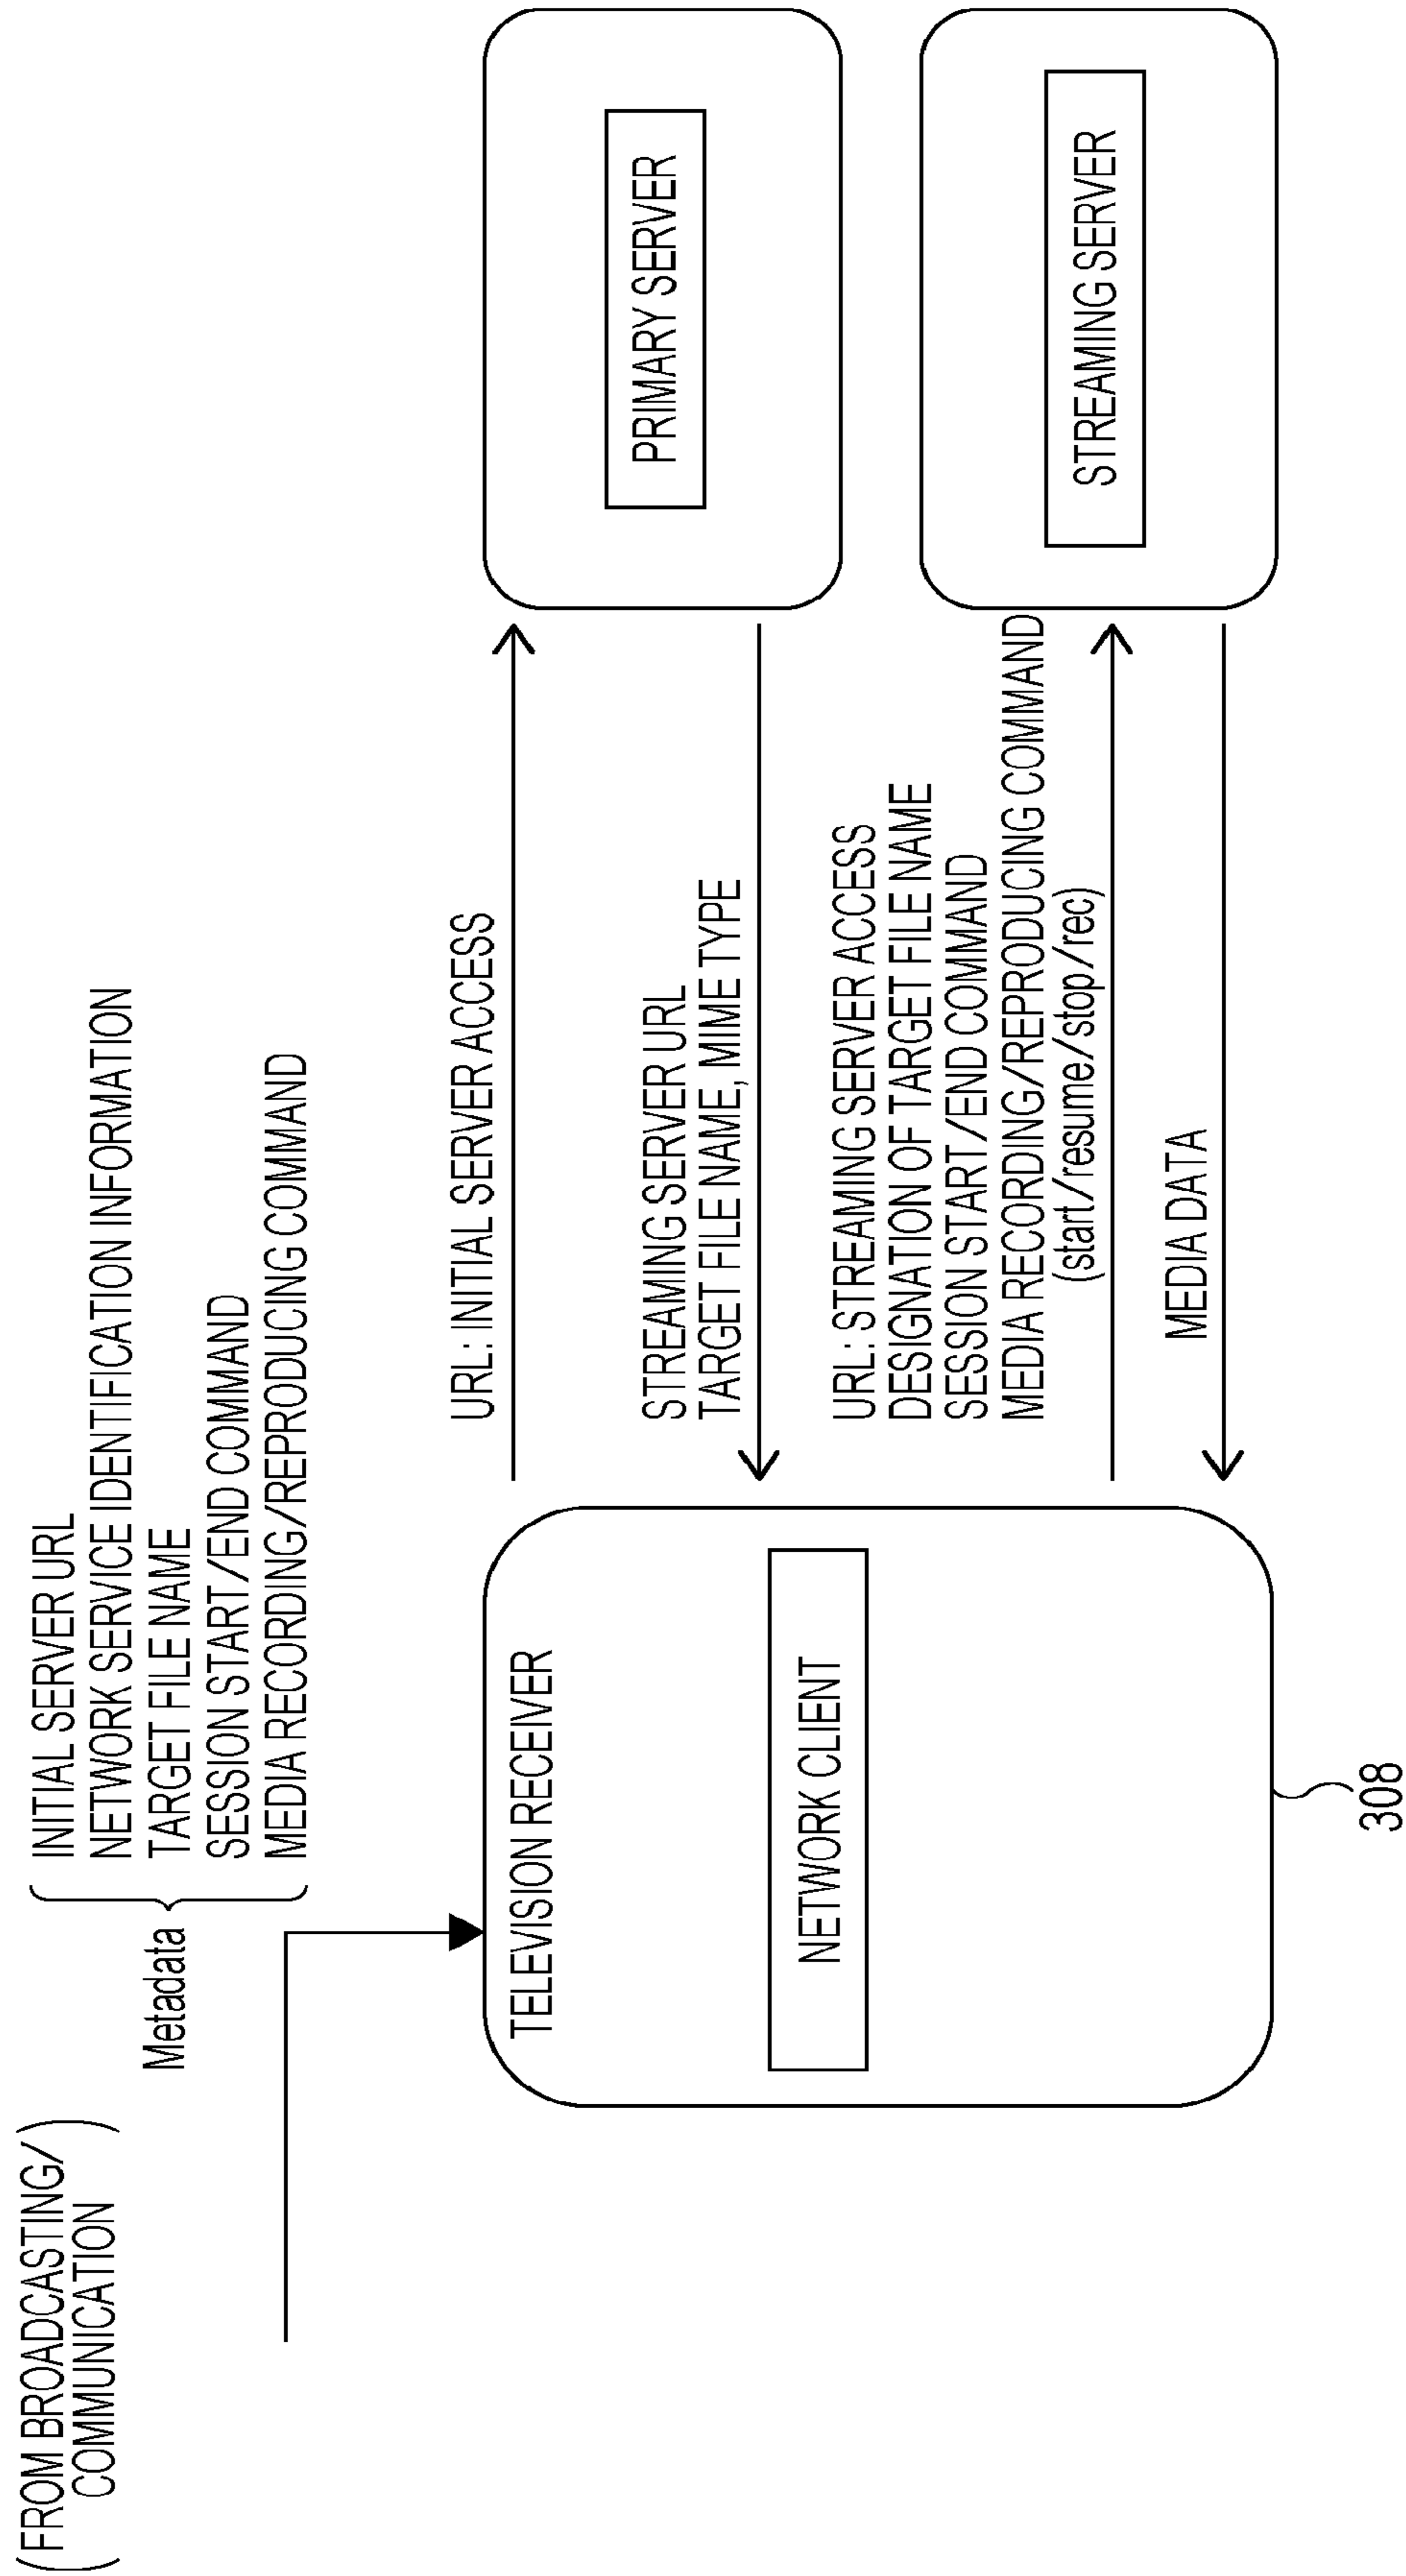 (FROM BROADCASTING/
COMMUNICATION)
Metadata
INITIAL SERVER URL
NETWORK SERVICE IDENTIFICATION INFORMATION
TARGET FILE NAME
SESSION START/END COMMAND
MEDIA RECORDING/REPRODUCING COMMAND
TELEVISION RECEIVER
NETWORK CLIENT
308
URL: INITIAL SERVER ACCESS
STREAMING SERVER URL
TARGET FILE NAME, MIME TYPE
URL: STREAMING SERVER ACCESS
DESIGNATION OF TARGET FILE NAME
SESSION START/END COMMAND
MEDIA RECORDING/REPRODUCING COMMAND
(start/resume/stop/rec)
MEDIA DATA
PRIMARY SERVER
STREAMING SERVER